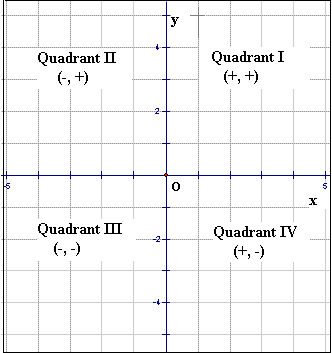 y
4
Quadrant II
(-, +)
Quadrant I
(+, +)
2
-5
5
O
x
Quadrant III
(-, -)
Quadrant IV
(+, -)
-2
-4